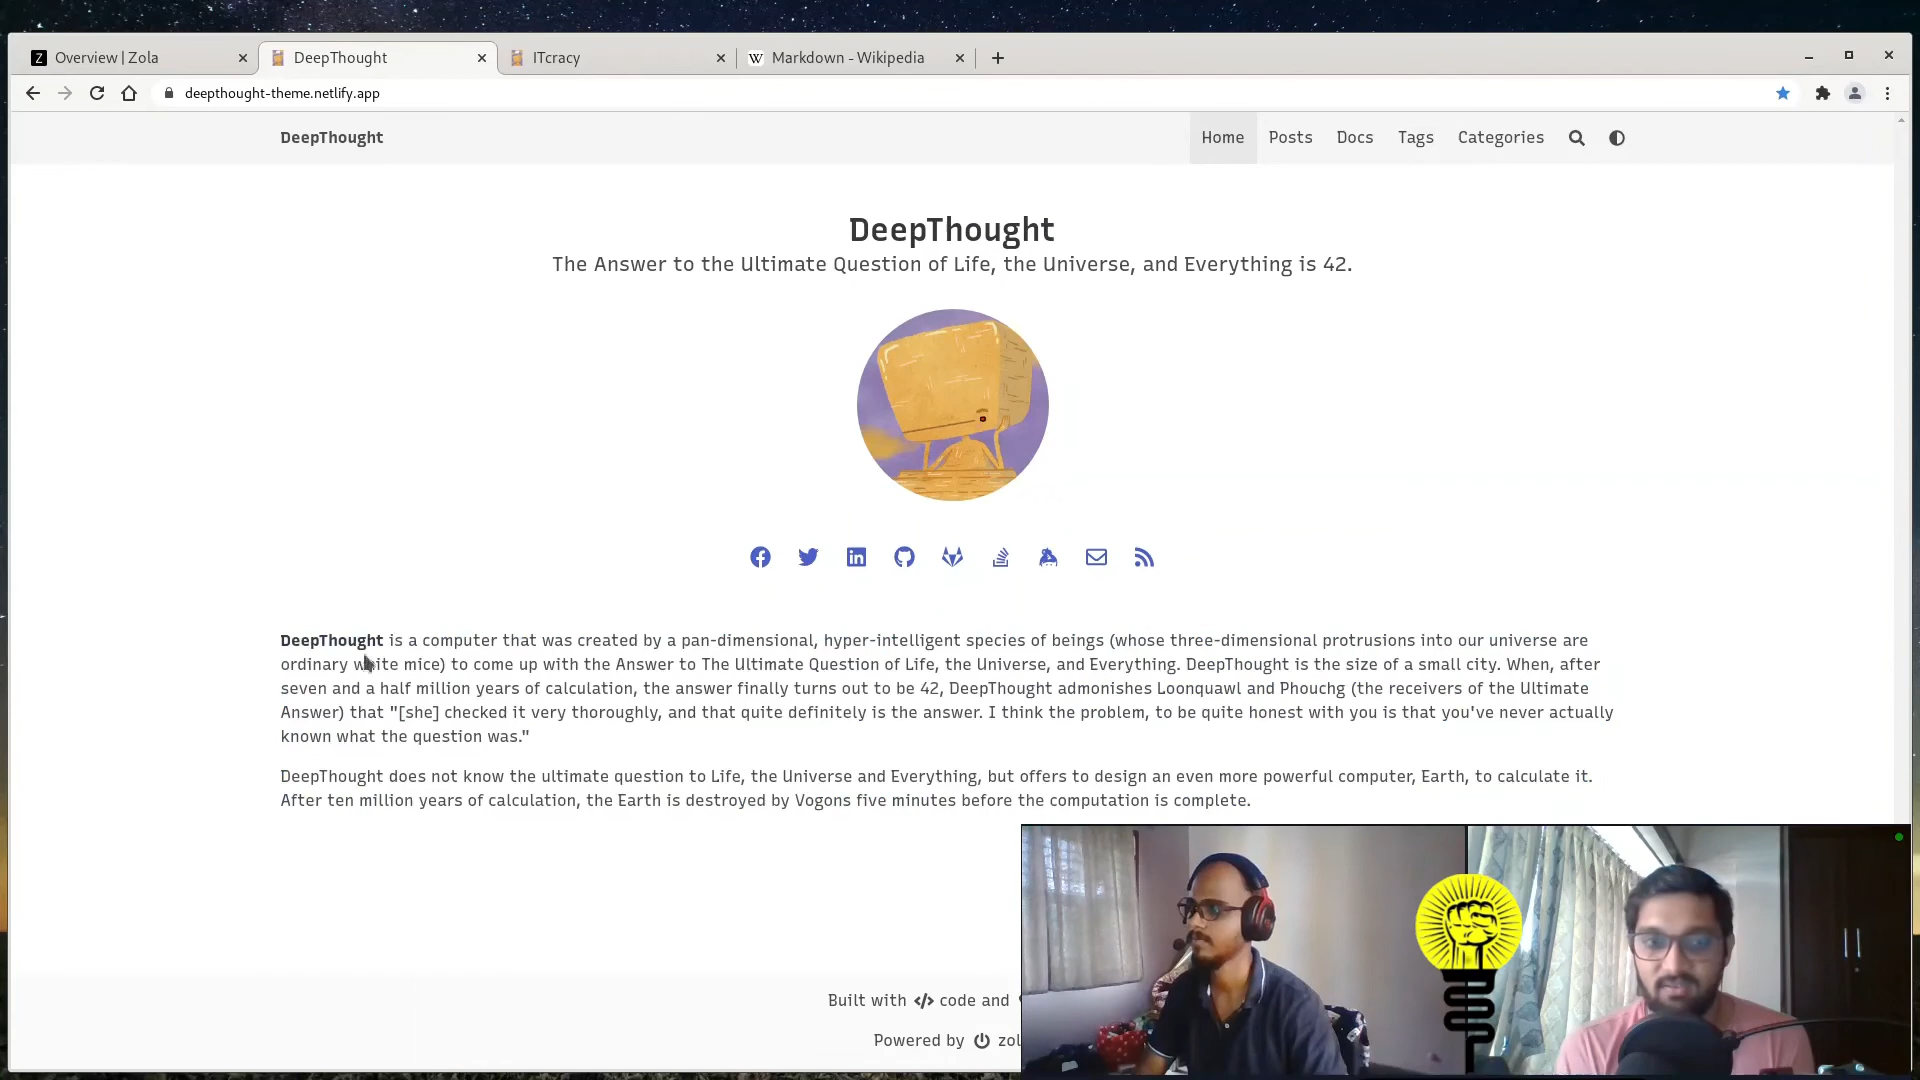 Overview | Zola
DeepThought
ITcracy
Markdown - Wikipedia
deepthought-theme.netlify.app
DeepThought
Home
Posts
Docs
Tags
Categories
DeepThought
The Answer to the Ultimate Question of Life, the Universe, and Everything is 42.
DeepThought is a computer that was created by a pan-dimensional, hyper-intelligent species of beings (whose three-dimensional protrusions into our universe are
ordinary white mice) to come up with the Answer to The Ultimate Question of Life, the Universe, and Everything. DeepThought is the size of a small city. When, after
seven and a half million years of calculation, the answer finally turns out to be 42, DeepThought admonishes Loonquawl and Phouchg (the receivers of the Ultimate
Answer) that "[she] checked it very thoroughly, and that quite definitely is the answer. I think the problem, to be quite honest with you is that you've never actually
known what the question was."
DeepThought does not know the ultimate question to Life, the Universe and Everything, but offers to design an even more powerful computer, Earth, to calculate it.
After ten million years of calculation, the Earth is destroyed by Vogons five minutes before the computation is complete.
Built with </> code and
Powered by zol